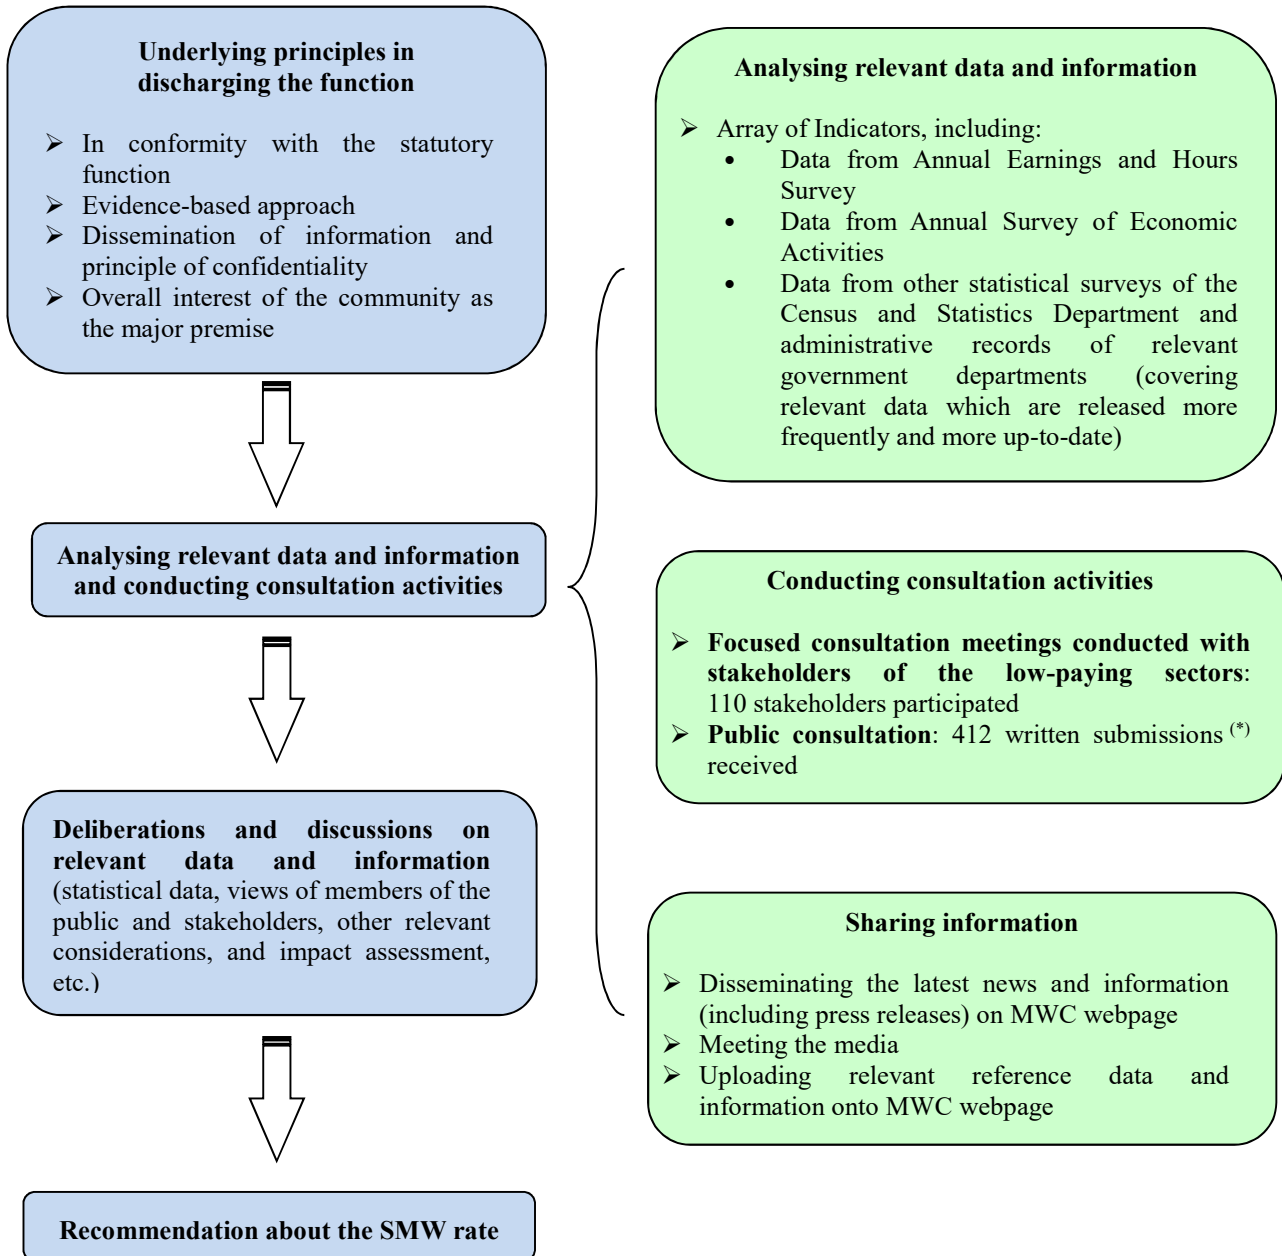 Underlying principles in
discharging the function
➢ In conformity with the statutory
function
➢ Evidence-based approach
➢ Dissemination of information and
principle of confidentiality
➢ Overall interest of the community as
the major premise
Analysing relevant data and information
and conducting consultation activities
Deliberations and discussions on
relevant data and information
(statistical data, views of members of the
public and stakeholders, other relevant
considerations, and impact assessment,
etc.)
Recommendation about the SMW rate
Analysing relevant data and information
➢ Array of Indicators, including:
• Data from Annual Earnings and Hours
Survey
• Data from Annual Survey of Economic
Activities
• Data from other statistical surveys of the
Census and Statistics Department and
administrative records of relevant
government departments (covering
relevant data which are released more
frequently and more up-to-date)
Conducting consultation activities
➢ Focused consultation meetings conducted with
stakeholders of the low-paying sectors:
110 stakeholders participated
➢ Public consultation: 412 written submissions (*)
received
Sharing information
➢ Disseminating the latest news and information
(including press releases) on MWC webpage
➢ Meeting the media
➢ Uploading relevant reference data and
information onto MWC webpage